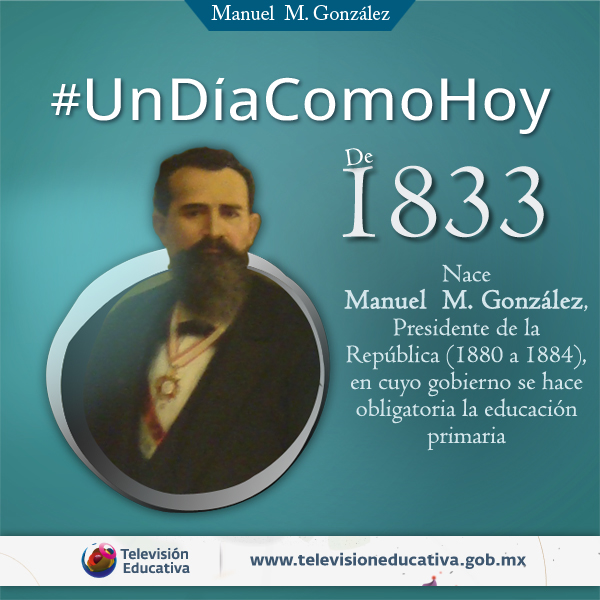 Manuel M. González
#UnDíaComoHoy
De
1833
Nace
Manuel M. González,
Presidente de la
República (1880 a 1884),
en cuyo gobierno se hace
obligatoria la educación
primaria
Televisión
Educativa
www.televisioneducativa.gob.mx